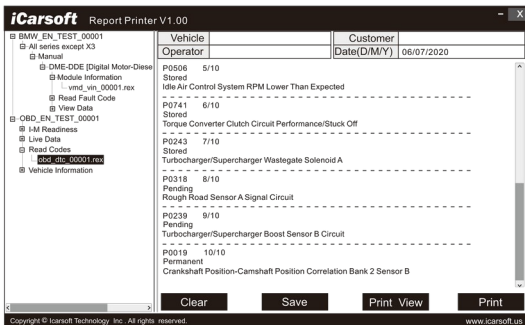 iCarsoft Report Printer V1.00
BMW_EN_TEST_00001
All series except X3
Manual
DME-DDE [Digital Motor-Diese
Module Information
vmd_vin_00001.rex
Read Fault Code
View Data
OBD_EN_TEST_00001
I-M Readiness
Live Data
Read Codes
obd_dtc_00001.rex
Vehicle Information
Vehicle Customer
Operator Date(D/M/Y) 06/07/2020
P0506 5/10
Stored
Idle Air Control System RPM Lower Than Expected
P0741 6/10
Stored
Torque Converter Clutch Circuit Performance/Stuck Off
P0243 7/10
Stored
Turbocharger/Supercharger Wastegate Solenoid A
P0318 8/10
Pending
Rough Road Sensor A Signal Circuit
P0239 9/10
Pending
Turbocharger/Supercharger Boost Sensor B Circuit
P0019 10/10
Permanent
Crankshaft Position-Camshaft Position Correlation Bank 2 Sensor B
Clear Save Print View Print
Copyright © Icarsoft Technology Inc . All rights reserved. www.icarsoft.us